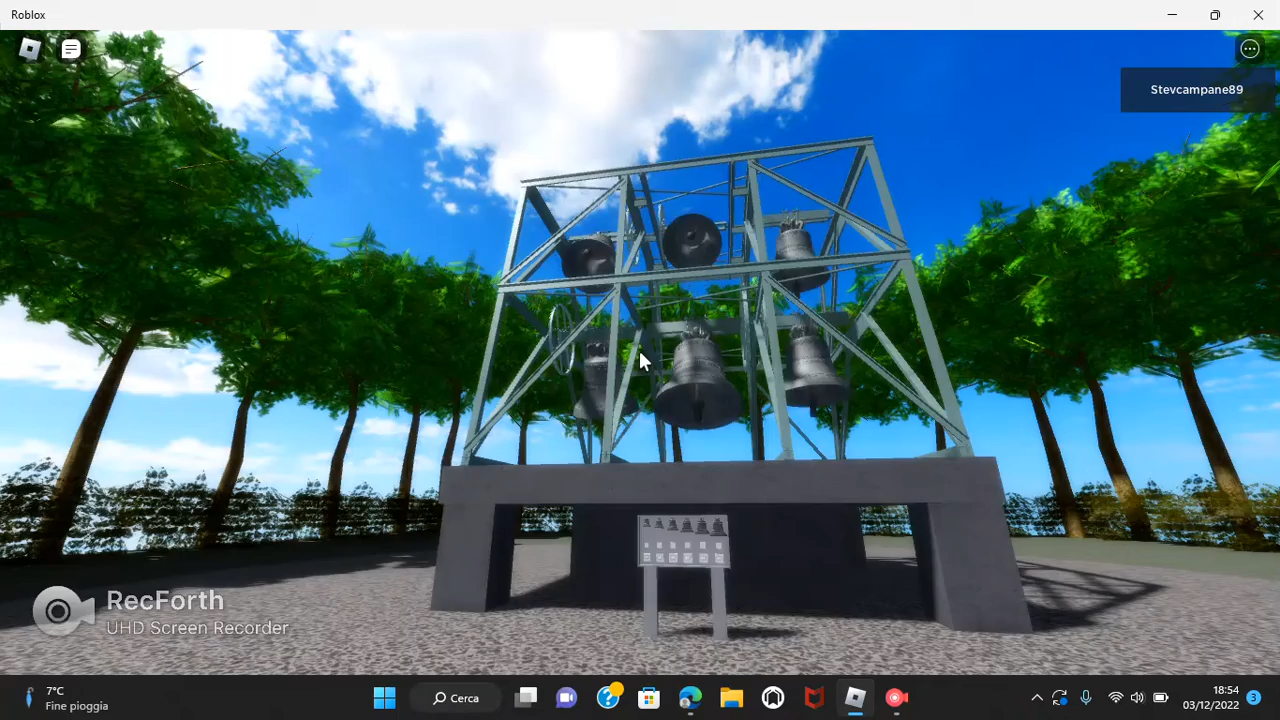 Roblox
Stevcampane89
RecForth
UHD Screen Recorder
7°C
Fine pioggia
Cerca
18:54
03/12/2022
3